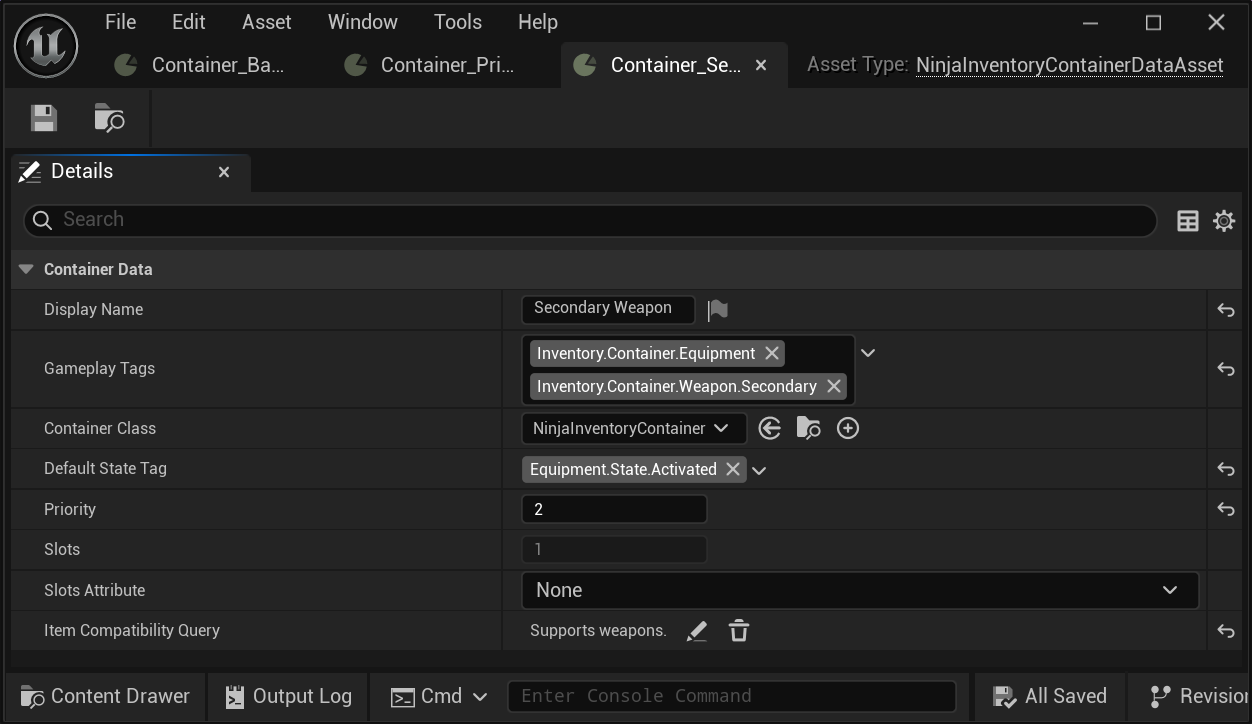 File Edit Asset Window Tools Help
Container_Ba... Container_Pri... Container_Se... Asset Type: NinjaInventoryContainerDataAsset
Details
Search
Container Data
Display Name Secondary Weapon
Gameplay Tags
Inventory.Container.Equipment
Inventory.Container.Weapon.Secondary
Container Class NinjaInventoryContainer
Default State Tag Equipment.State.Activated
Priority 2
Slots 1
Slots Attribute None
Item Compatibility Query Supports weapons.
Content Drawer Output Log Cmd Enter Console Command All Saved Revision